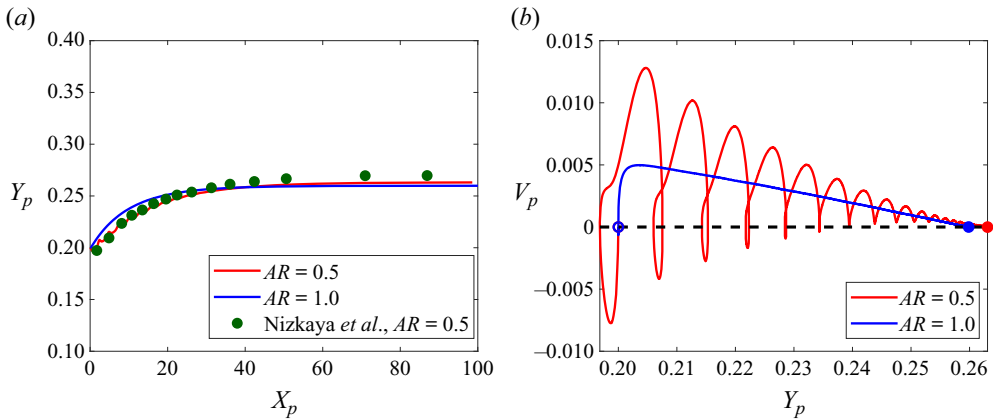 (a)
0.40
0.35
0.30
Y_p
0.25
0.20
0.15
0.10
0
20
40
60
80
100
X_p
AR = 0.5
AR = 1.0
Nizkaya et al., AR = 0.5
(b)
0.015
0.010
0.005
V_p
0
–0.005
–0.010
0.20
0.21
0.22
0.23
0.24
0.25
0.26
Y_p
AR = 0.5
AR = 1.0